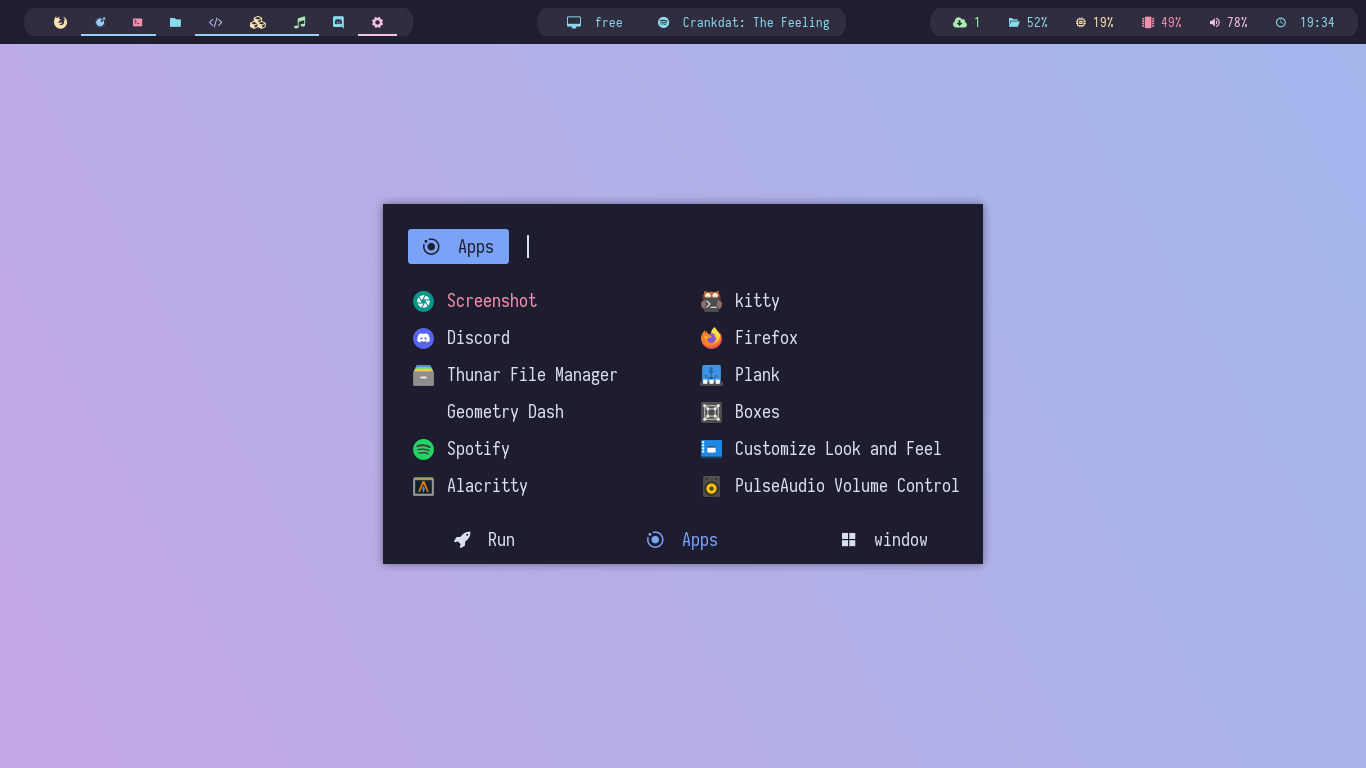 free Crankdat: The Feeling 1 52% 19% 49% 78% 19:34
Apps
Screenshot kitty
Discord Firefox
Thunar File Manager Plank
Geometry Dash Boxes
Spotify Customize Look and Feel
Alacritty PulseAudio Volume Control
Run Apps window